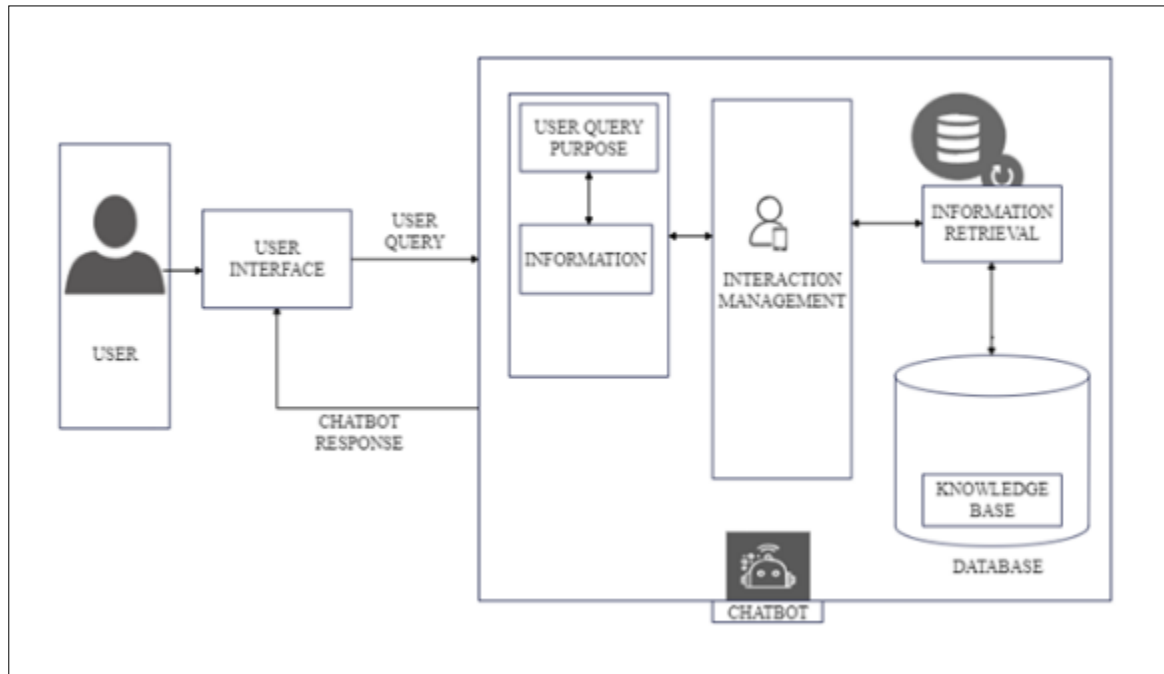 USER
USER
INTERFACE
USER
QUERY
CHATBOT
RESPONSE
USER QUERY
PURPOSE
INFORMATION
INTERACTION
MANAGEMENT
INFORMATION
RETRIEVAL
KNOWLEDGE
BASE
DATABASE
CHATBOT